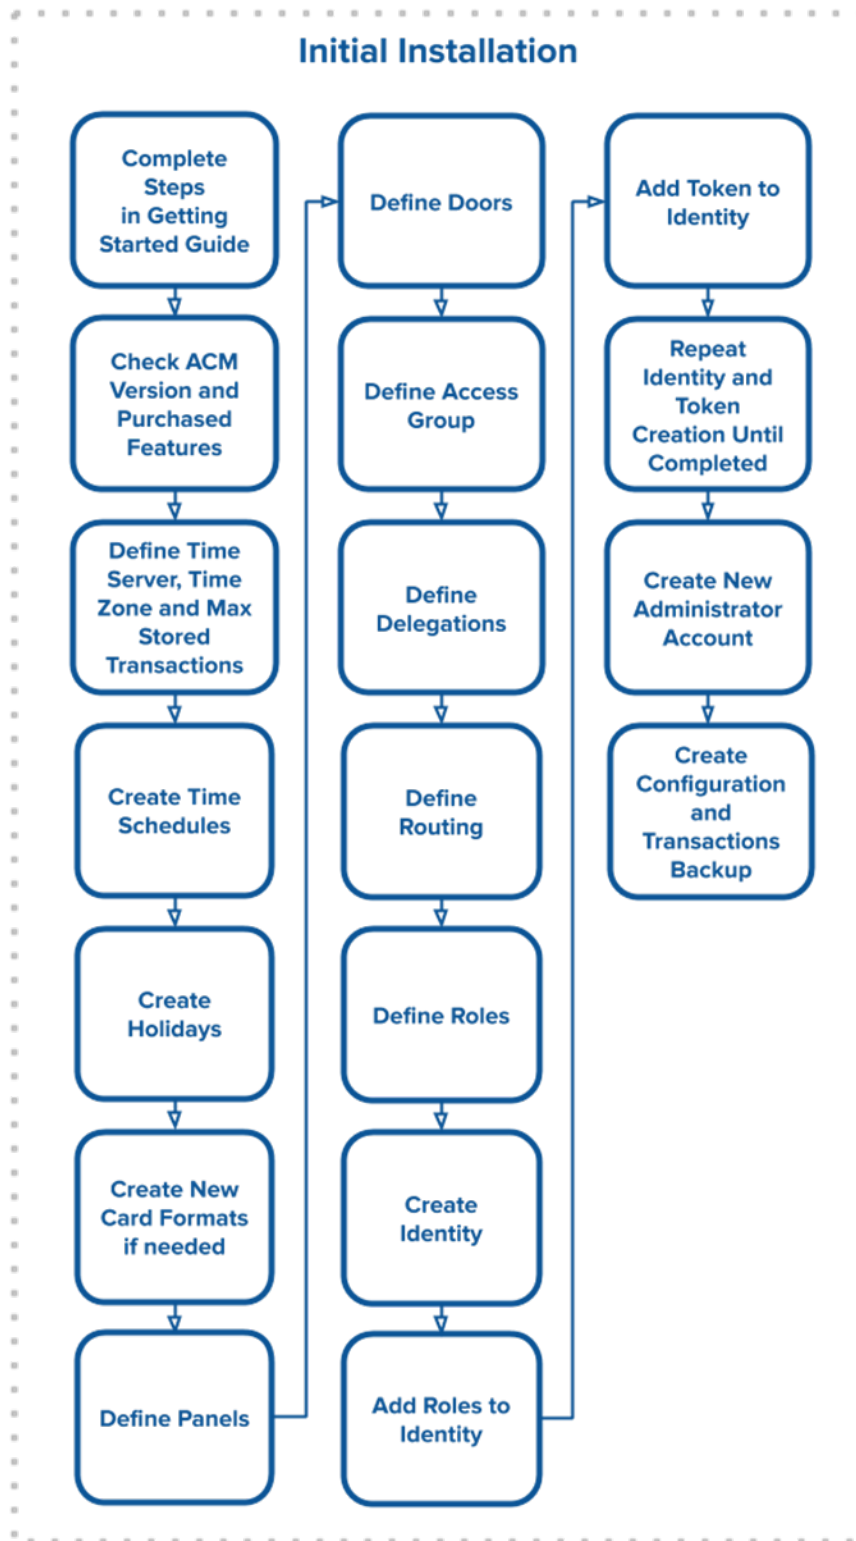 Initial Installation
Complete
Steps
in Getting
Started Guide
Check ACM
Version and
Purchased
Features
Define Time
Server, Time
Zone and Max
Stored
Transactions
Create Time
Schedules
Create
Holidays
Create New
Card Formats
if needed
Define Panels
Define Doors
Define Access
Group
Define
Delegations
Define
Routing
Define Roles
Create
Identity
Add Roles to
Identity
Add Token to
Identity
Repeat
Identity and
Token
Creation Until
Completed
Create New
Administrator
Account
Create
Configuration
and
Transactions
Backup